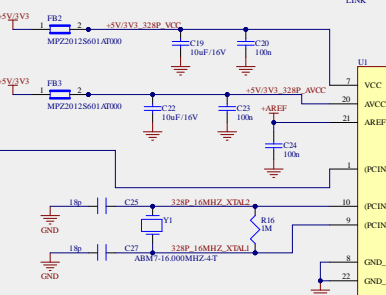 LINK
+5V/3V3
FB2
+5V/3V3_328P_VCC
1
2
MPZ2012S601AT000
C19
10uF/16V
C20
100n
U1
+5V/3V3
FB3
+5V/3V3_328P_AVCC
1
2
MPZ2012S601AT000
7
VCC
20
AVCC
C22
10uF/16V
C23
100n
+AREF
21
AREF
C24
100n
1
(PCIN
18p
C25
328P_16MHZ_XTAL2
10
(PCIN
GND
Y1
R16
1M
9
(PCIN
18p
C27
328P_16MHZ_XTAL1
ABM7-16.000MHZ-4-T
GND
8
GND_
22
GND_